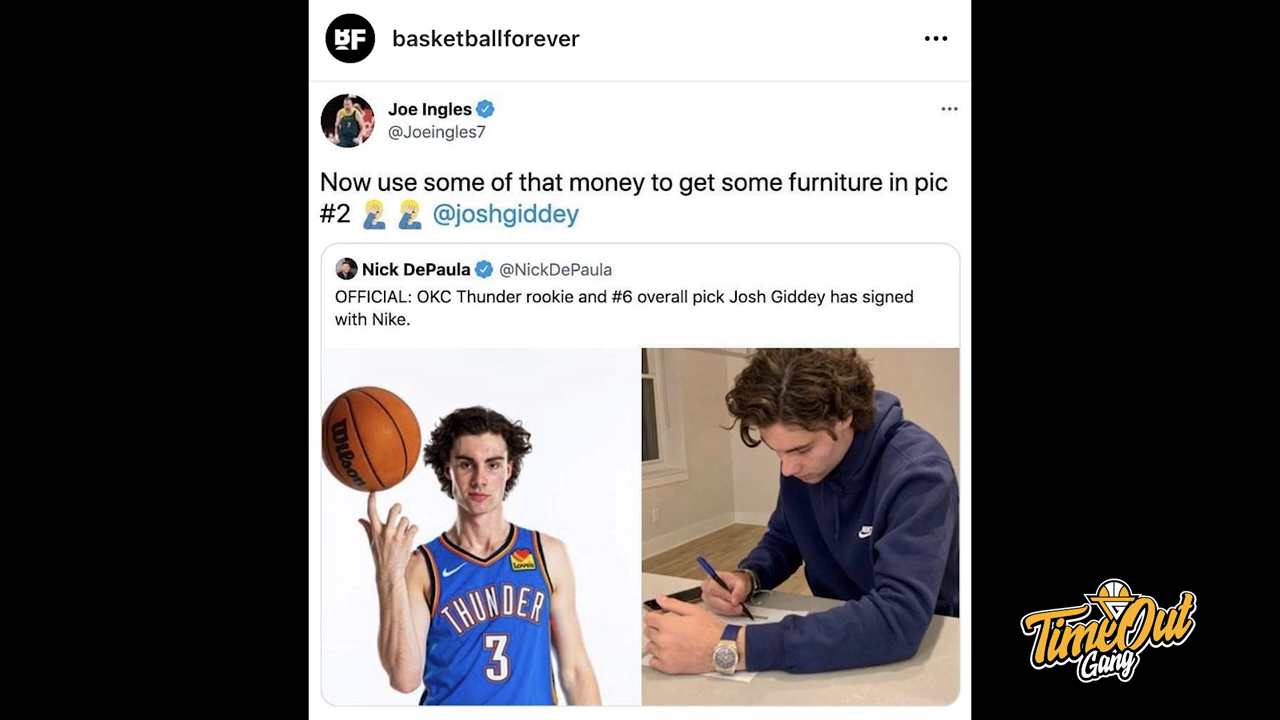 BF
basketballforever
Joe Ingles
@Joeingles7
Now use some of that money to get some furniture in pic
#2 🤦🏼‍♂️ 🤦🏼‍♂️ @joshgiddey
Nick DePaula @NickDePaula
OFFICIAL: OKC Thunder rookie and #6 overall pick Josh Giddey has signed
with Nike.
Wilson
Love's
THUNDER
3
TimeOut
Gang